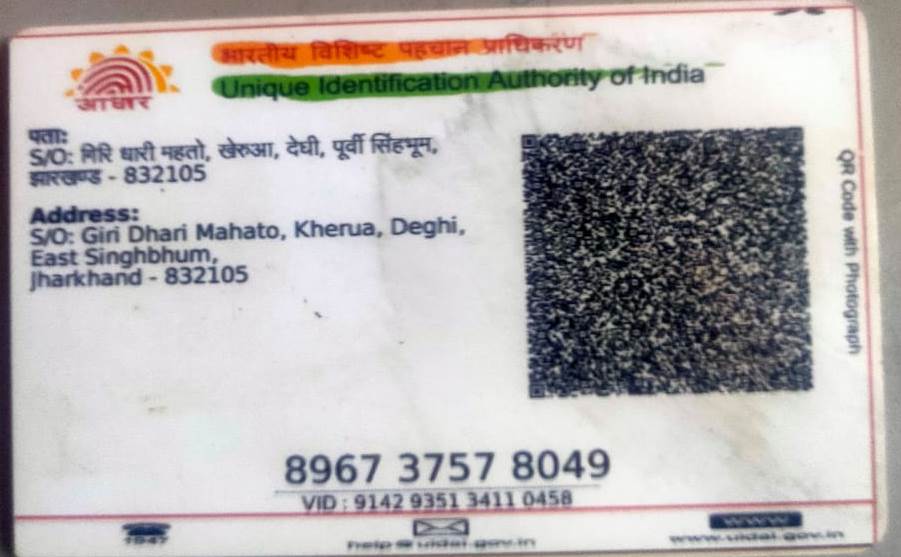 भारतीय विशिष्ट पहचान प्राधिकरण
Unique Identification Authority of India
आधार
पता:
S/O: गिरि धारी महतो, खेरुआ, देघी, पूर्वी सिंहभूम,
झारखण्ड - 832105
Address:
S/O: Giri Dhari Mahato, Kherua, Deghi,
East Singhbhum,
Jharkhand - 832105
QR Code with Photograph
8967 3757 8049
VID : 9142 9351 3411 0458
1947
help@uidai.gov.in
www
www.uidai.gov.in